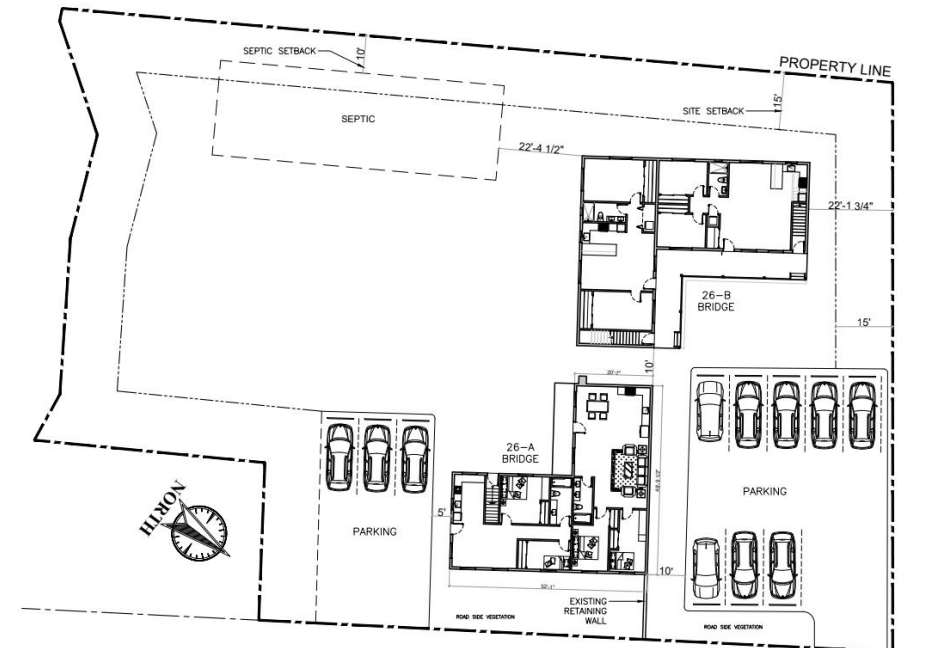 SEPTIC SETBACK
10'
PROPERTY LINE
15'
SITE SETBACK
SEPTIC
22'-4 1/2"
22'-1 3/4"
26-B
BRIDGE
15'
10'
26-A
BRIDGE
NORTH
5'
PARKING
PARKING
10'
EXISTING
RETAINING
WALL
ROAD SIDE VEGETATION
ROAD SIDE VEGETATION